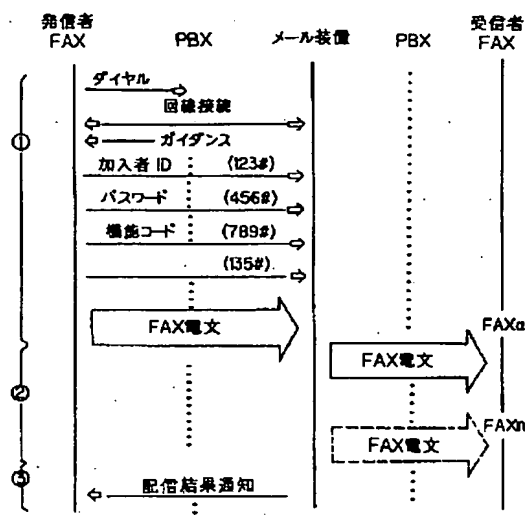 発信者
FAX
PBX
メール装置
PBX
受信者
FAX
ダイヤル
回線接続
①
ガイダンス
加入者 ID (123#)
パスワード (456#)
機能コード (789#)
(135#)
FAX電文
FAXα
FAX電文
②
FAXn
FAX電文
③
配信結果通知